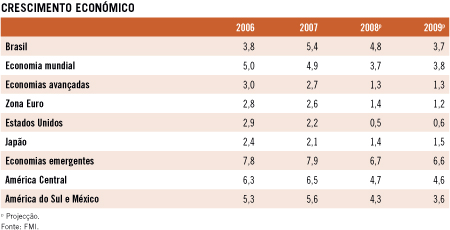 CRESCIMENTO ECONÓMICO
2006 2007 2008ᵖ 2009ᵖ
Brasil 3,8 5,4 4,8 3,7
Economia mundial 5,0 4,9 3,7 3,8
Economias avançadas 3,0 2,7 1,3 1,3
Zona Euro 2,8 2,6 1,4 1,2
Estados Unidos 2,9 2,2 0,5 0,6
Japão 2,4 2,1 1,4 1,5
Economias emergentes 7,8 7,9 6,7 6,6
América Central 6,3 6,5 4,7 4,6
América do Sul e México 5,3 5,6 4,3 3,6
ᵖ Projecção.
Fonte: FMI.